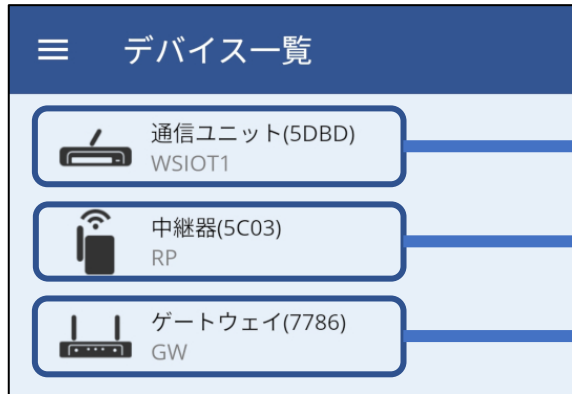 デバイス一覧
通信ユニット(5DBD)
WSIOT1
中継器(5C03)
RP
ゲートウェイ(7786)
GW